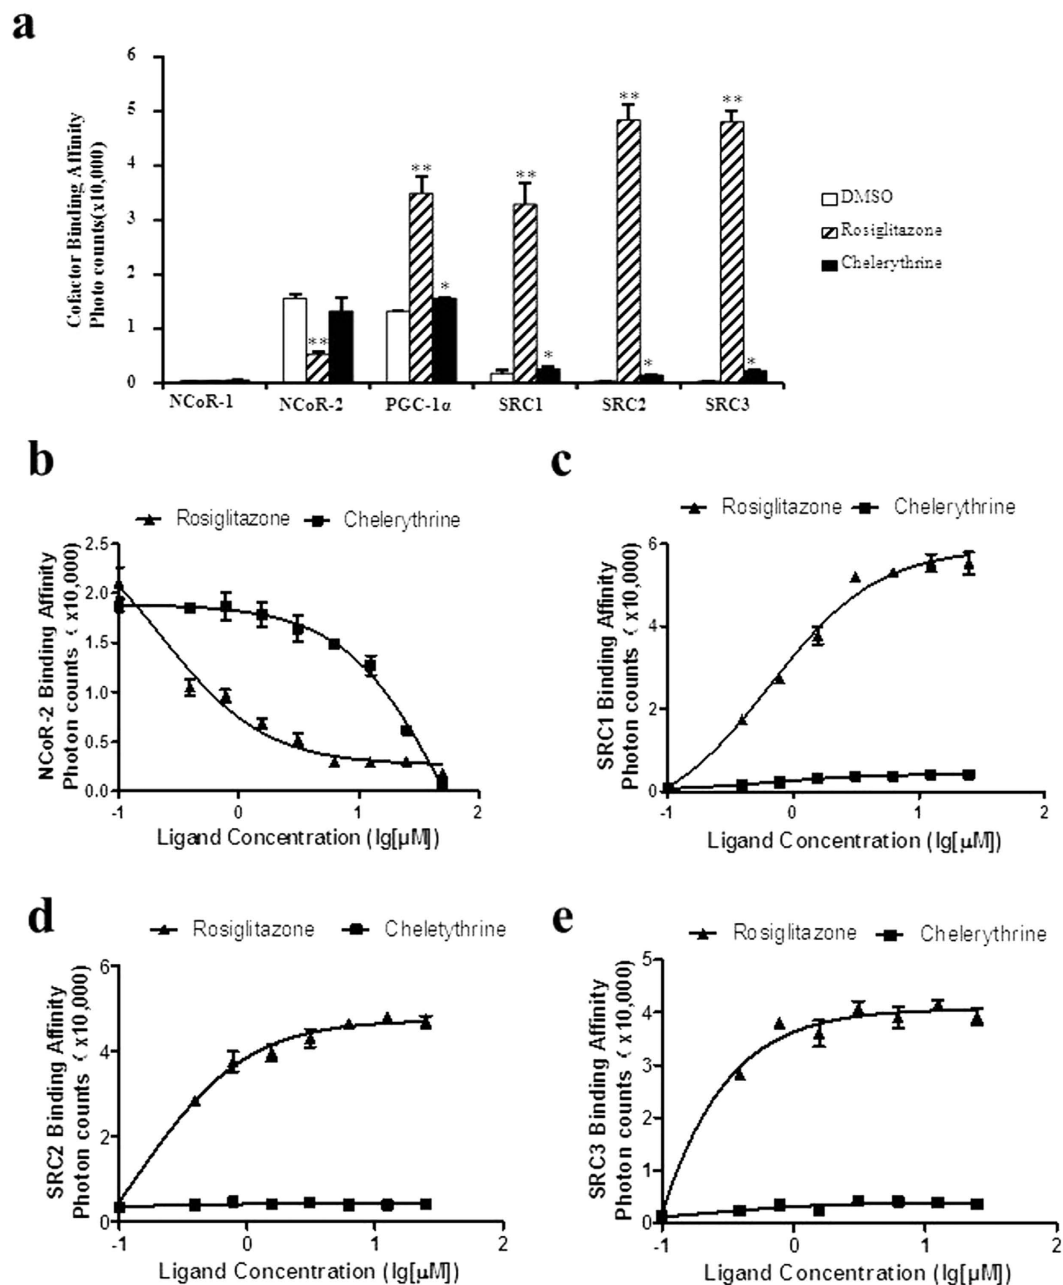 a
Cofactor Binding Affinity
Photo counts(x10,000)
6
5
4
3
2
1
0
**
**
*
**
*
**
*
**
*
DMSO
Rosiglitazone
Chelerythrine
NCoR-1 NCoR-2 PGC-1α SRC1 SRC2 SRC3
b
Rosiglitazone Chelerythrine
NCoR-2 Binding Affinity
Photon counts ( x10,000)
2.5
2.0
1.5
1.0
0.5
0.0
-1 0 1 2
Ligand Concentration (lg[µM])
c
Rosiglitazone Chelerythrine
SRC1 Binding Affinity
Photon counts ( x10,000)
6
4
2
0
-1 0 1 2
Ligand Concentration (lg[µM])
d
Rosiglitazone Cheletythrine
SRC2 Binding Affinity
Photon counts ( x10,000)
6
4
2
0
-1 0 1 2
Ligand Concentration (lg[µM])
e
Rosiglitazone Chelerythrine
SRC3 Binding Affinity
Photon counts ( x10,000)
5
4
3
2
1
0
-1 0 1 2
Ligand Concentration (lg[µM])